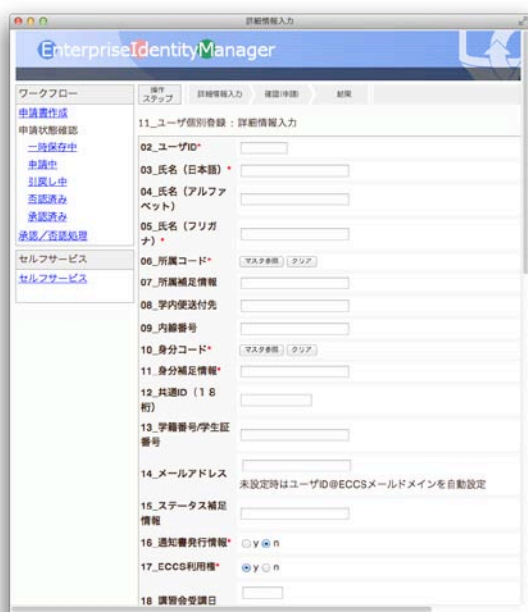 詳細情報入力
EnterpriseIdentityManager
ワークフロー
申請書作成
申請状態確認
一時保存中
申請中
引戻し中
否認済み
承認済み
承認／否認処理
セルフサービス
セルフサービス
操作
ステップ
詳細情報入力
確認(申請)
結果
11_ユーザ個別登録：詳細情報入力
02_ユーザID*
03_氏名（日本語）*
04_氏名（アルファ
ベット）
05_氏名（フリガ
ナ）*
06_所属コード* マスタ参照 クリア
07_所属補足情報
08_学内便送付先
09_内線番号
10_身分コード* マスタ参照 クリア
11_身分補足情報*
12_共通ID（１８
桁）
13_学籍番号/学生証
番号
14_メールアドレス
未設定時はユーザID@ECCSメールドメインを自動設定
15_ステータス補足
情報
16_通知書発行情報* y n
17_ECCS利用権* y n
18_講習会受講日